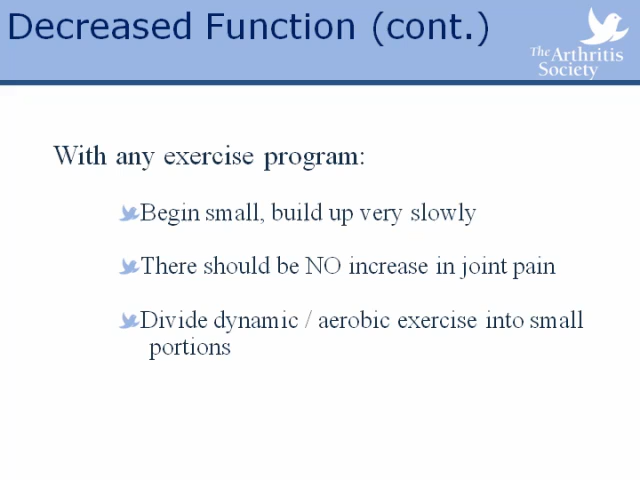 Decreased Function (cont.)
The Arthritis
Society
With any exercise program:
Begin small, build up very slowly
There should be NO increase in joint pain
Divide dynamic / aerobic exercise into small
portions